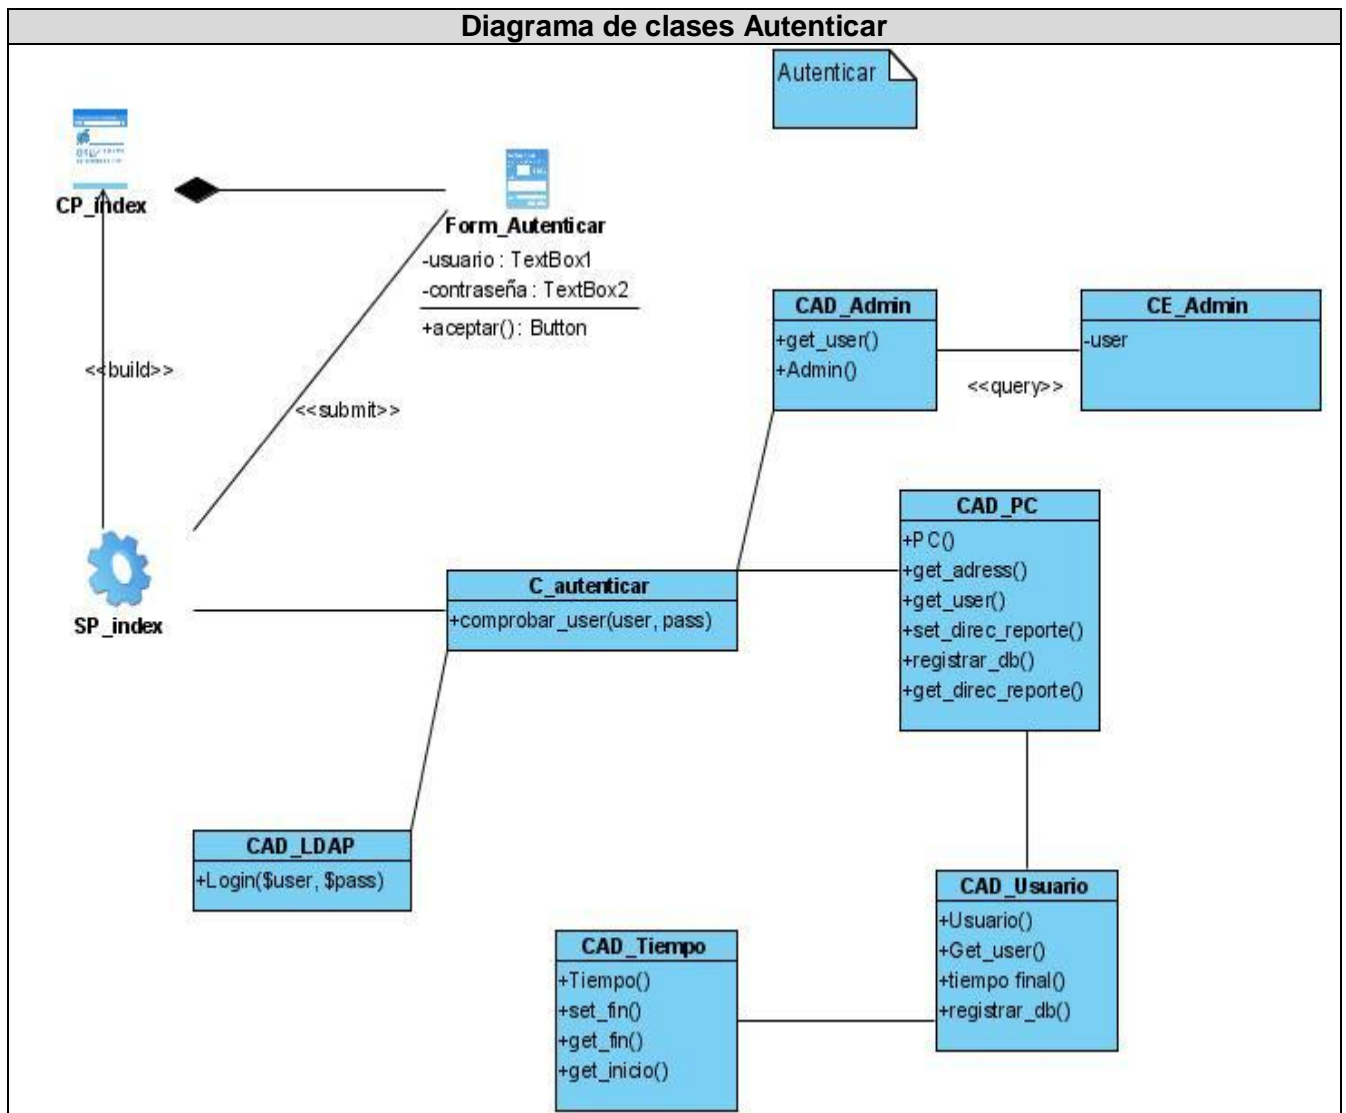 Diagrama de clases Autenticar
Autenticar
CP_index
Form_Autenticar
-usuario : TextBox1
-contraseña : TextBox2
+aceptar() : Button
<<build>>
<<submit>>
CAD_Admin
+get_user()
+Admin()
<<query>>
CE_Admin
-user
SP_index
C_autenticar
+comprobar_user(user, pass)
CAD_PC
+PC()
+get_adress()
+get_user()
+set_direc_reporte()
+registrar_db()
+get_direc_reporte()
CAD_LDAP
+Login($user, $pass)
CAD_Tiempo
+Tiempo()
+set_fin()
+get_fin()
+get_inicio()
CAD_Usuario
+Usuario()
+Get_user()
+tiempo final()
+registrar_db()